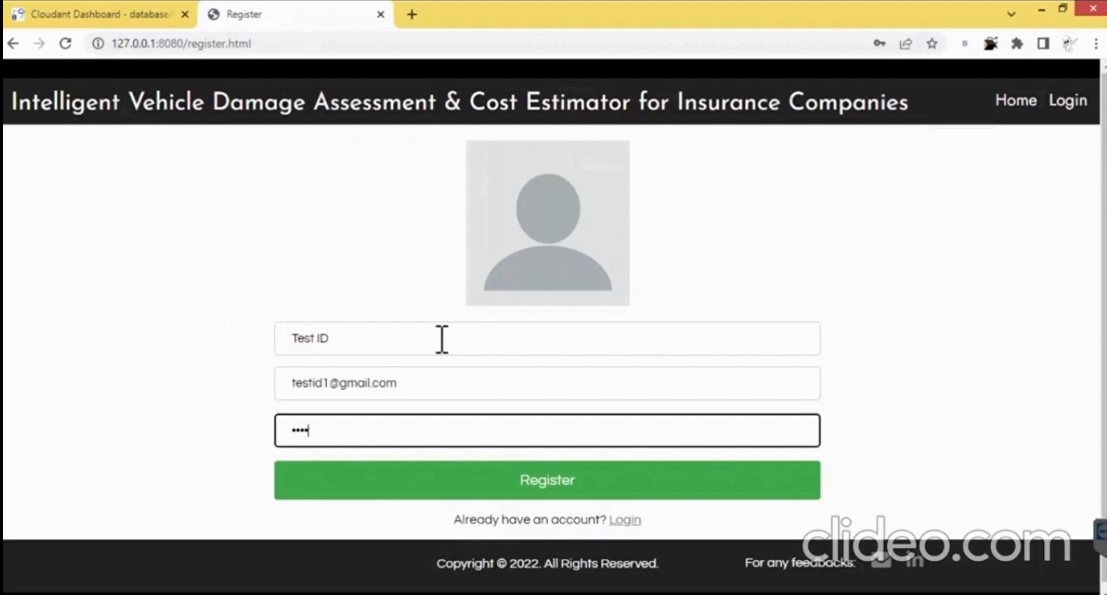 Cloudant Dashboard - database
Register
127.0.0.1:8080/register.html
Intelligent Vehicle Damage Assessment & Cost Estimator for Insurance Companies
Home Login
Test ID
testid1@gmail.com
••••
Register
Already have an account? Login
clideo.com
Copyright © 2022. All Rights Reserved.
For any feedbacks: